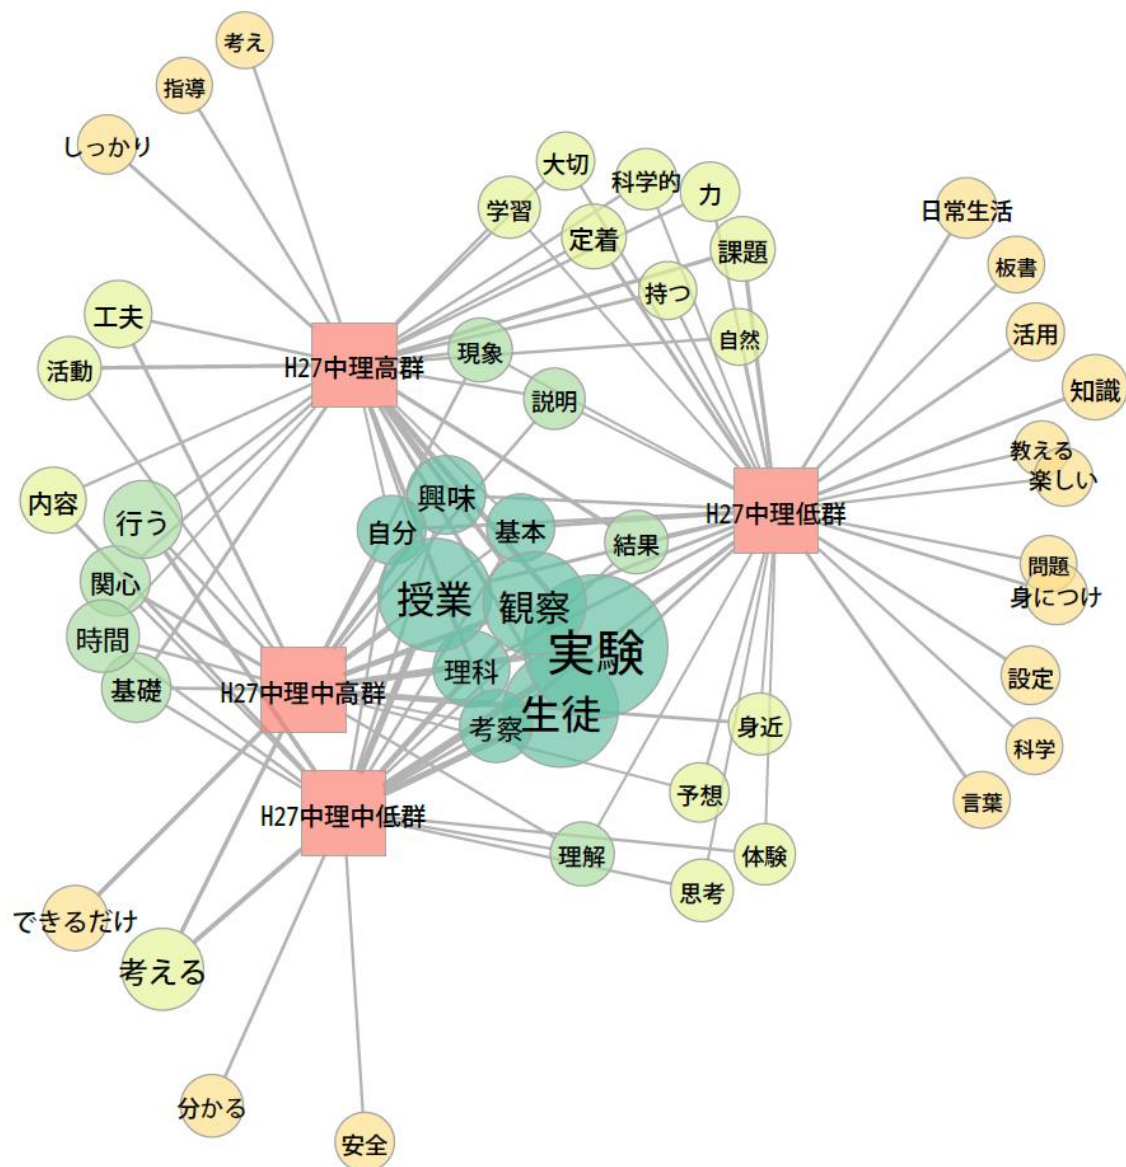 考え
指導
しっかり
大切
科学的
力
学習
定着
課題
持つ
自然
日常生活
板書
活用
知識
教える
楽しい
工夫
活動
H27中理高群
現象
説明
内容
行う
関心
時間
基礎
興味
自分
基本
結果
H27中理低群
授業
観察
実験
理科
生徒
考察
問題
身につけ
設定
科学
言葉
H27中理中高群
H27中理中低群
身近
予想
体験
思考
理解
できるだけ
考える
分かる
安全